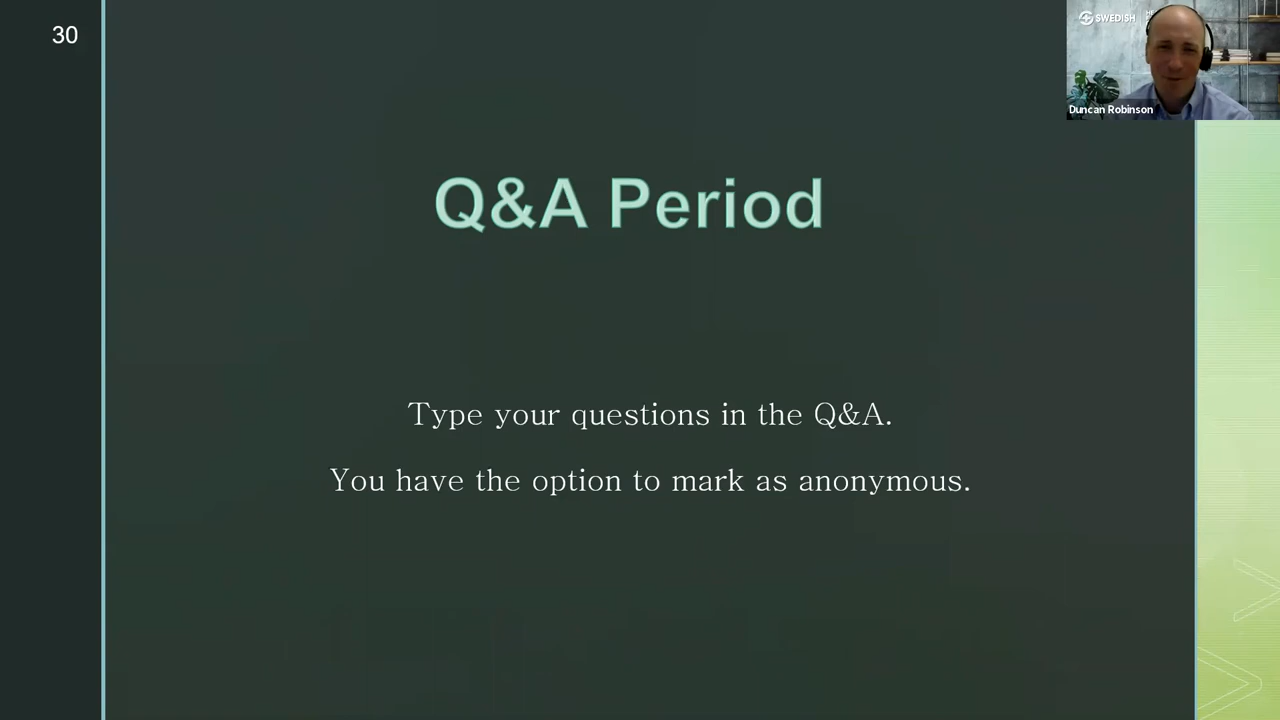 30
SWEDISH
Duncan Robinson
Q&A Period
Type your questions in the Q&A.
You have the option to mark as anonymous.